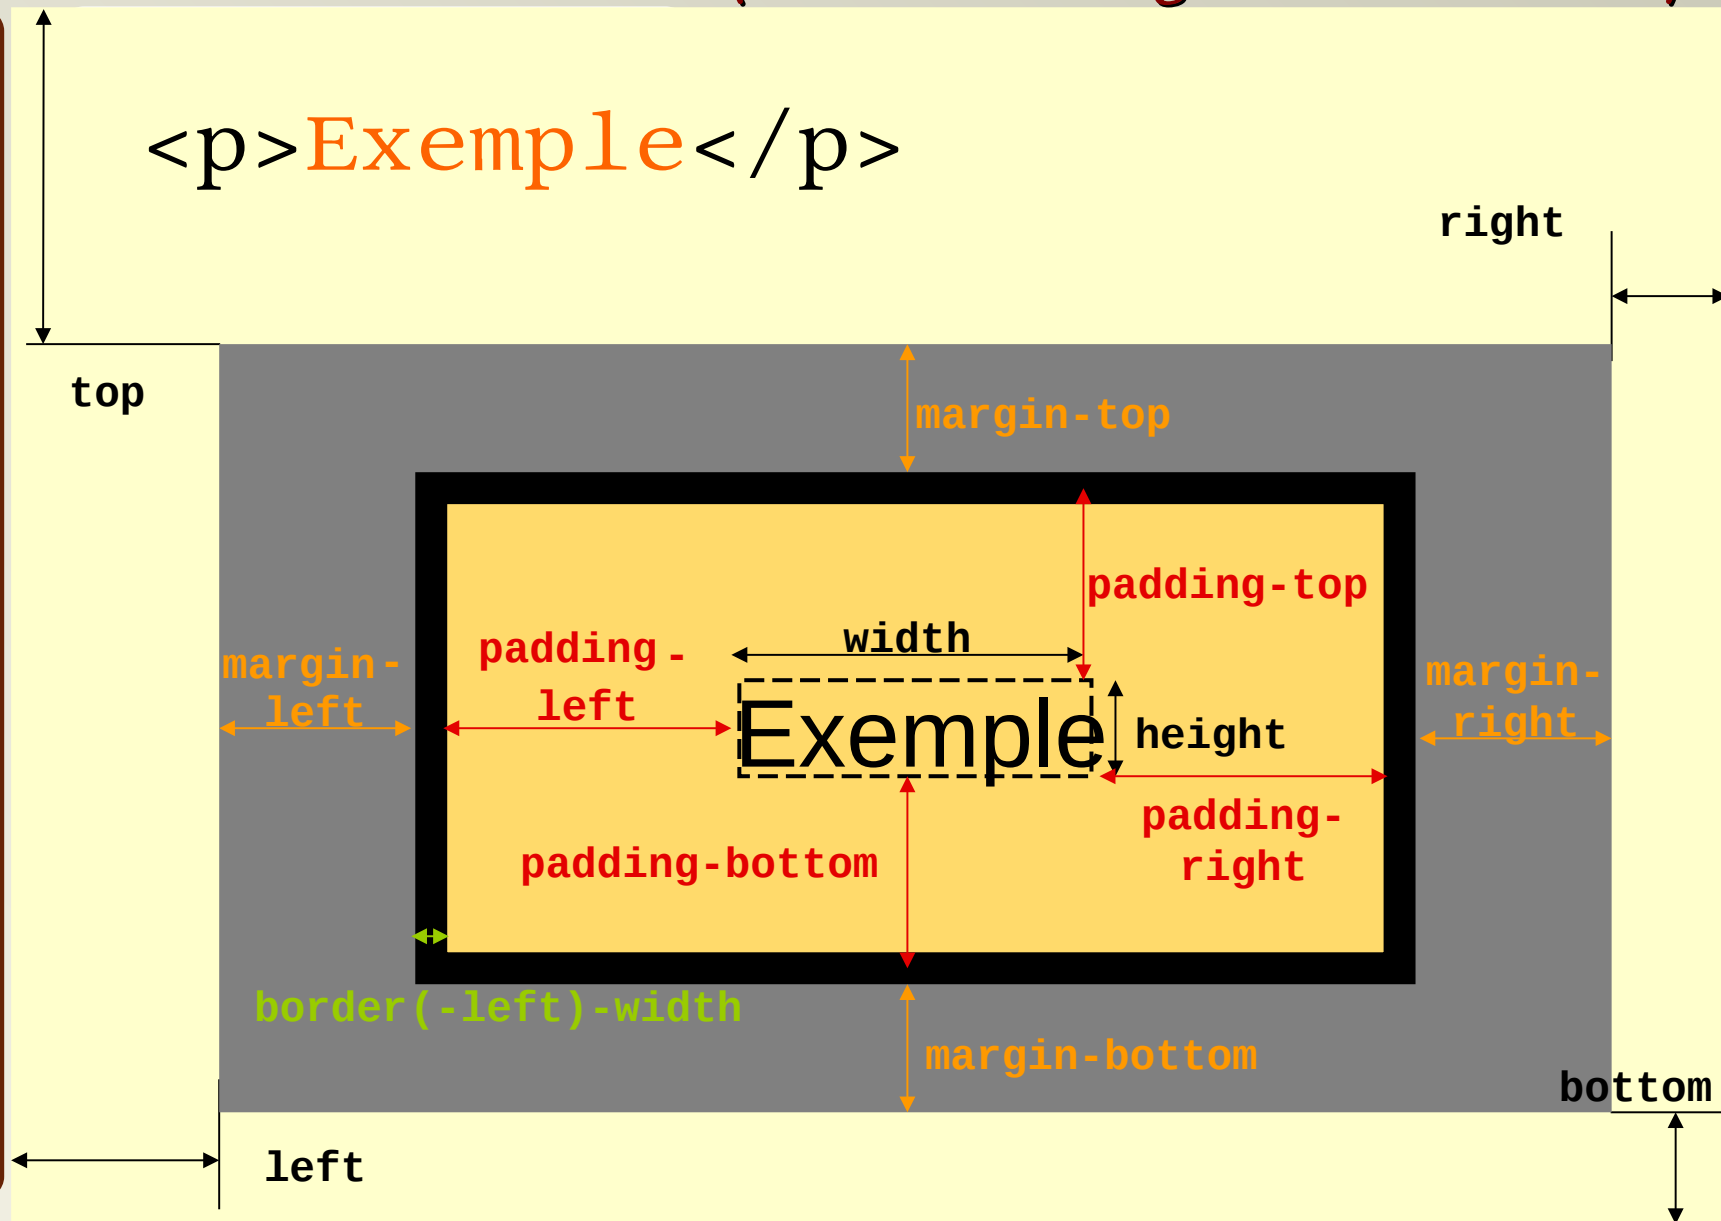 <p>Exemple</p>
right
top
margin-top
padding-top
width
padding-
left
margin-
left
margin-
right
Exemple
height
padding-
right
padding-bottom
border(-left)-width
margin-bottom
bottom
left